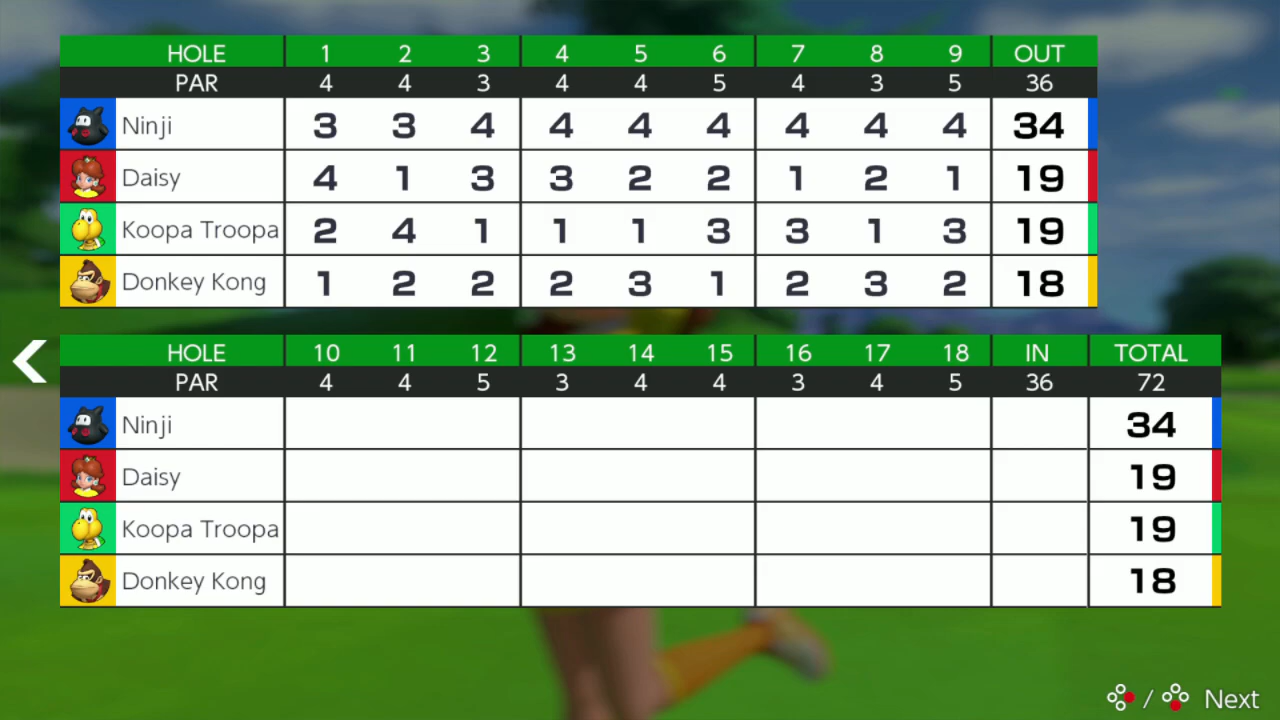 HOLE 1 2 3 4 5 6 7 8 9 OUT
PAR 4 4 3 4 4 5 4 3 5 36
Ninji 3 3 4 4 4 4 4 4 4 34
Daisy 4 1 3 3 2 2 1 2 1 19
Koopa Troopa 2 4 1 1 1 3 3 1 3 19
Donkey Kong 1 2 2 2 3 1 2 3 2 18
HOLE 10 11 12 13 14 15 16 17 18 IN TOTAL
PAR 4 4 5 3 4 4 3 4 5 36 72
Ninji 34
Daisy 19
Koopa Troopa 19
Donkey Kong 18
/ Next